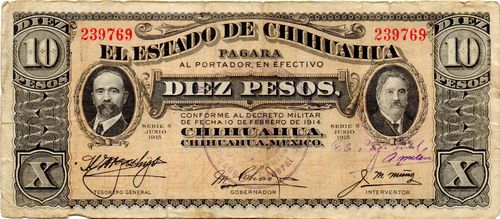 DIEZ DIEZ
10 239769 239769 10
PESOS PESOS
EL ESTADO DE CHIHUAHUA
PAGARA
AL PORTADOR, EN EFECTIVO
DIEZ PESOS.
CONFORME AL DECRETO MILITAR
DE FECHA 10 DE FEBRERO DE 1914
SERIE S SERIE S
JUNIO JUNIO
1915 1915
CHIHUAHUA,
CHIHUAHUA, MEXICO.
X X
TESORERO GENERAL GOBERNADOR INTERVENTOR